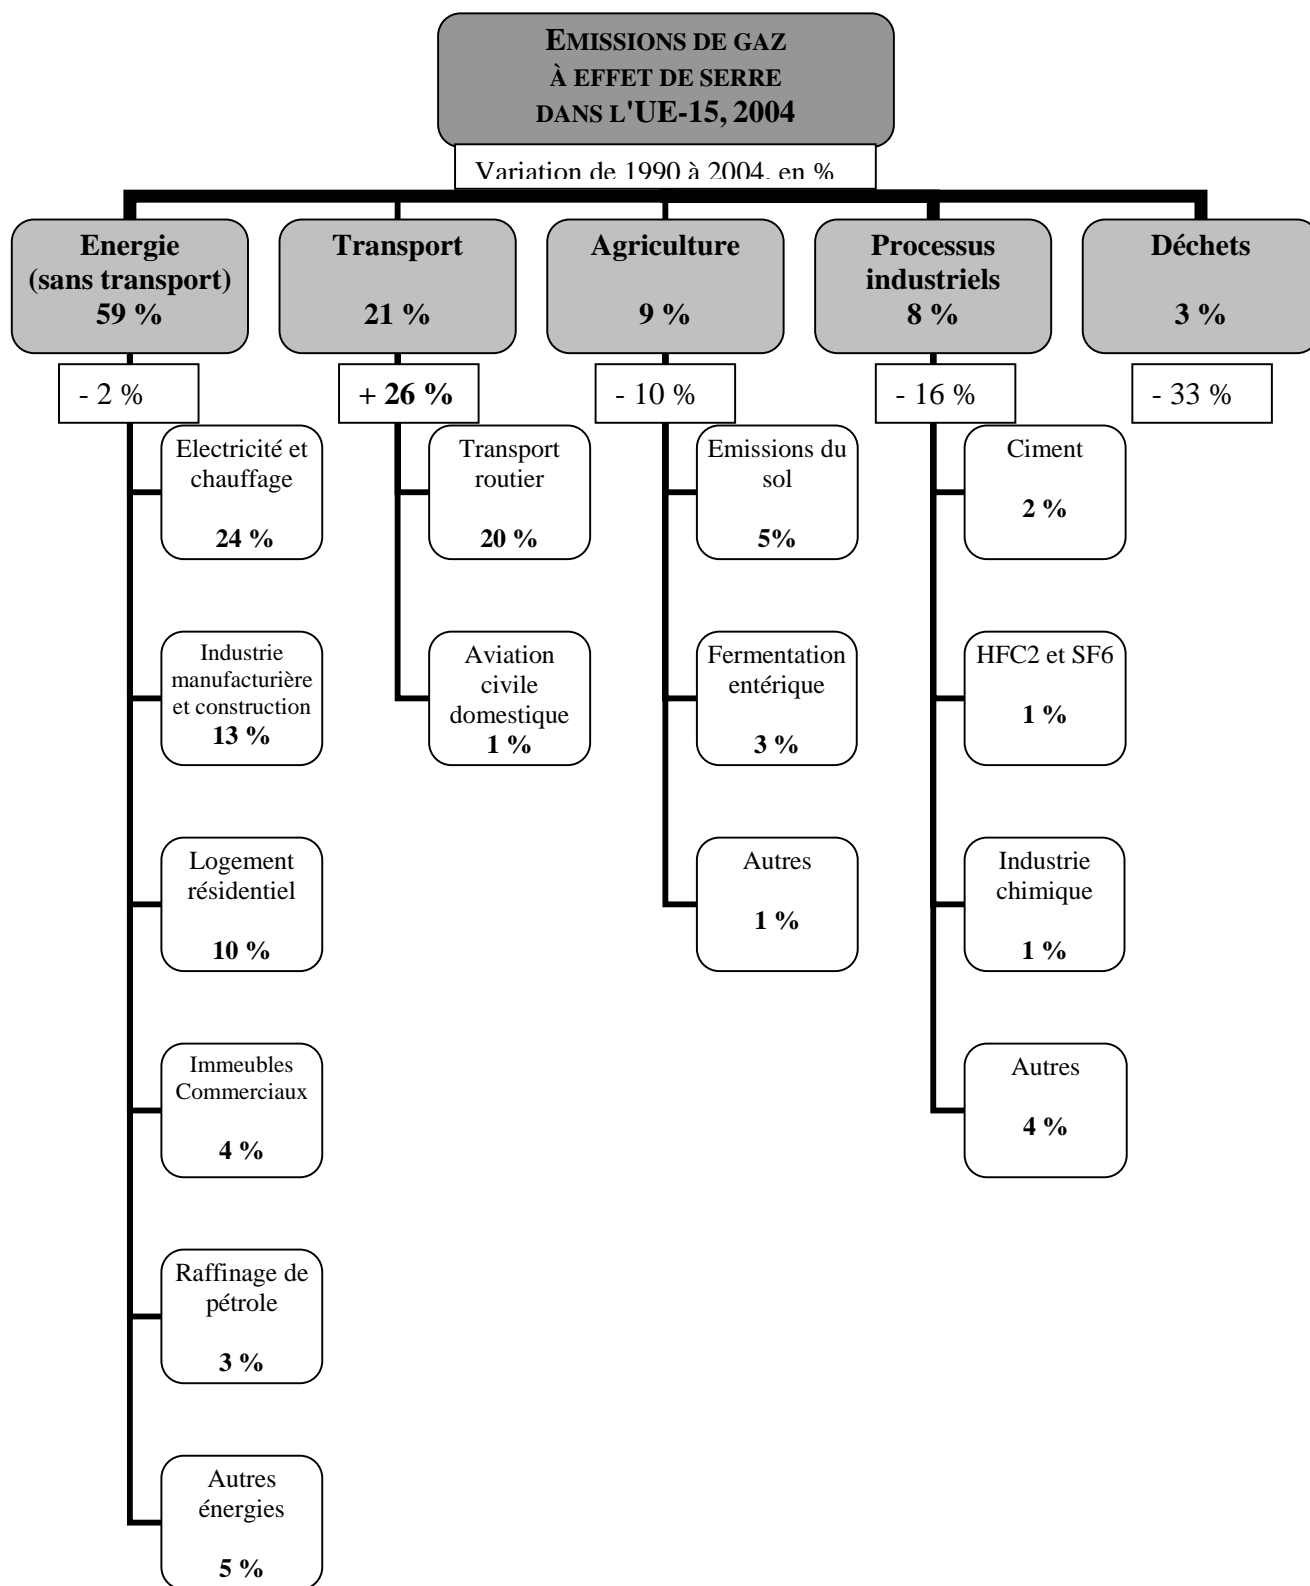 EMISSIONS DE GAZ
À EFFET DE SERRE
DANS L'UE-15, 2004
Variation de 1990 à 2004, en %
Energie
(sans transport)
59 %
- 2 %
Electricité et
chauffage
24 %
Industrie
manufacturière
et construction
13 %
Logement
résidentiel
10 %
Immeubles
Commerciaux
4 %
Raffinage de
pétrole
3 %
Autres
énergies
5 %
Transport
21 %
+ 26 %
Transport
routier
20 %
Aviation
civile
domestique
1 %
Agriculture
9 %
- 10 %
Emissions du
sol
5%
Fermentation
entérique
3 %
Autres
1 %
Processus
industriels
8 %
- 16 %
Ciment
2 %
HFC2 et SF6
1 %
Industrie
chimique
1 %
Autres
4 %
Déchets
3 %
- 33 %